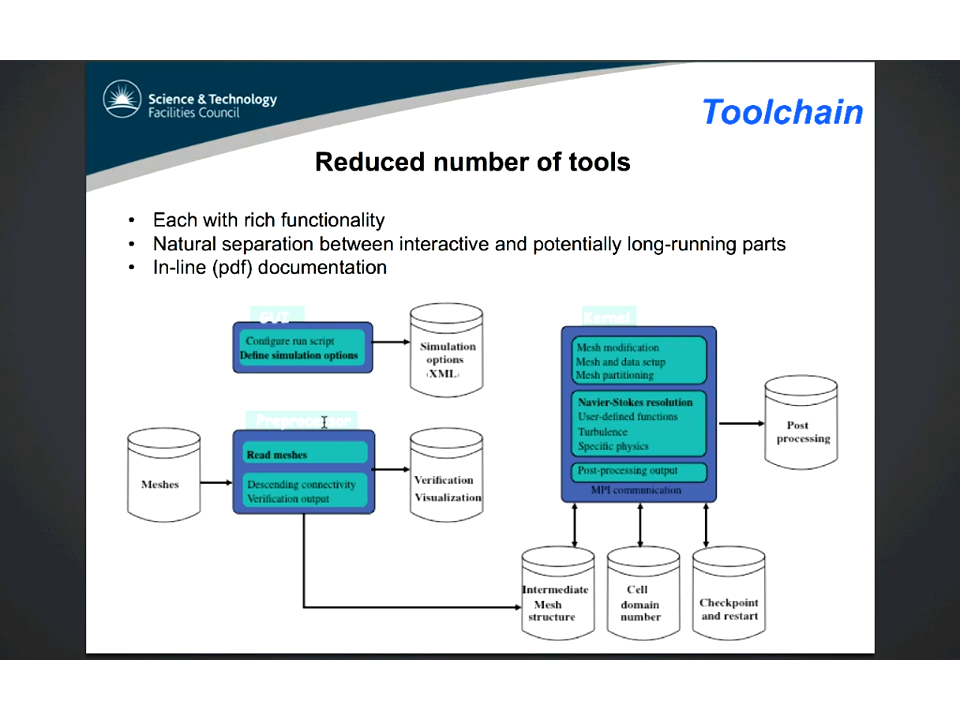 Science & Technology
Facilities Council
Toolchain
Reduced number of tools
• Each with rich functionality
• Natural separation between interactive and potentially long-running parts
• In-line (pdf) documentation
GUI
Configure run script
Define simulation options
Simulation
options
(XML)
Preprocessor
Read meshes
Descending connectivity
Verification output
Meshes
Verification
Visualization
Kernel
Mesh modification
Mesh and data setup
Mesh partitioning
Navier-Stokes resolution
User-defined functions
Turbulence
Specific physics
Post-processing output
MPI communication
Post
processing
Intermediate
Mesh
structure
Cell
domain
number
Checkpoint
and restart